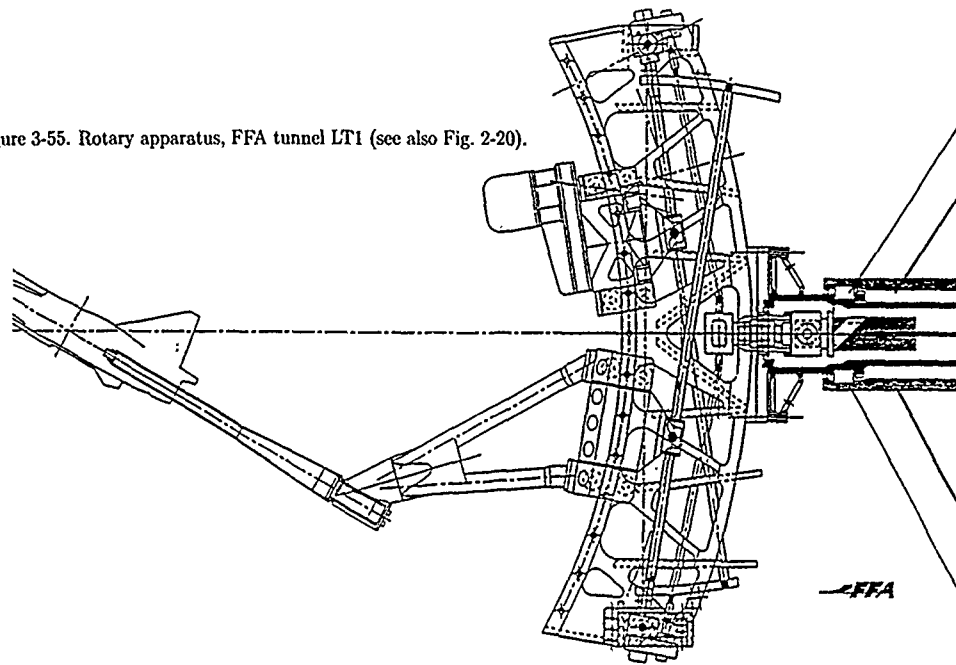 ure 3-55. Rotary apparatus, FFA tunnel LT1 (see also Fig. 2-20).
FFA